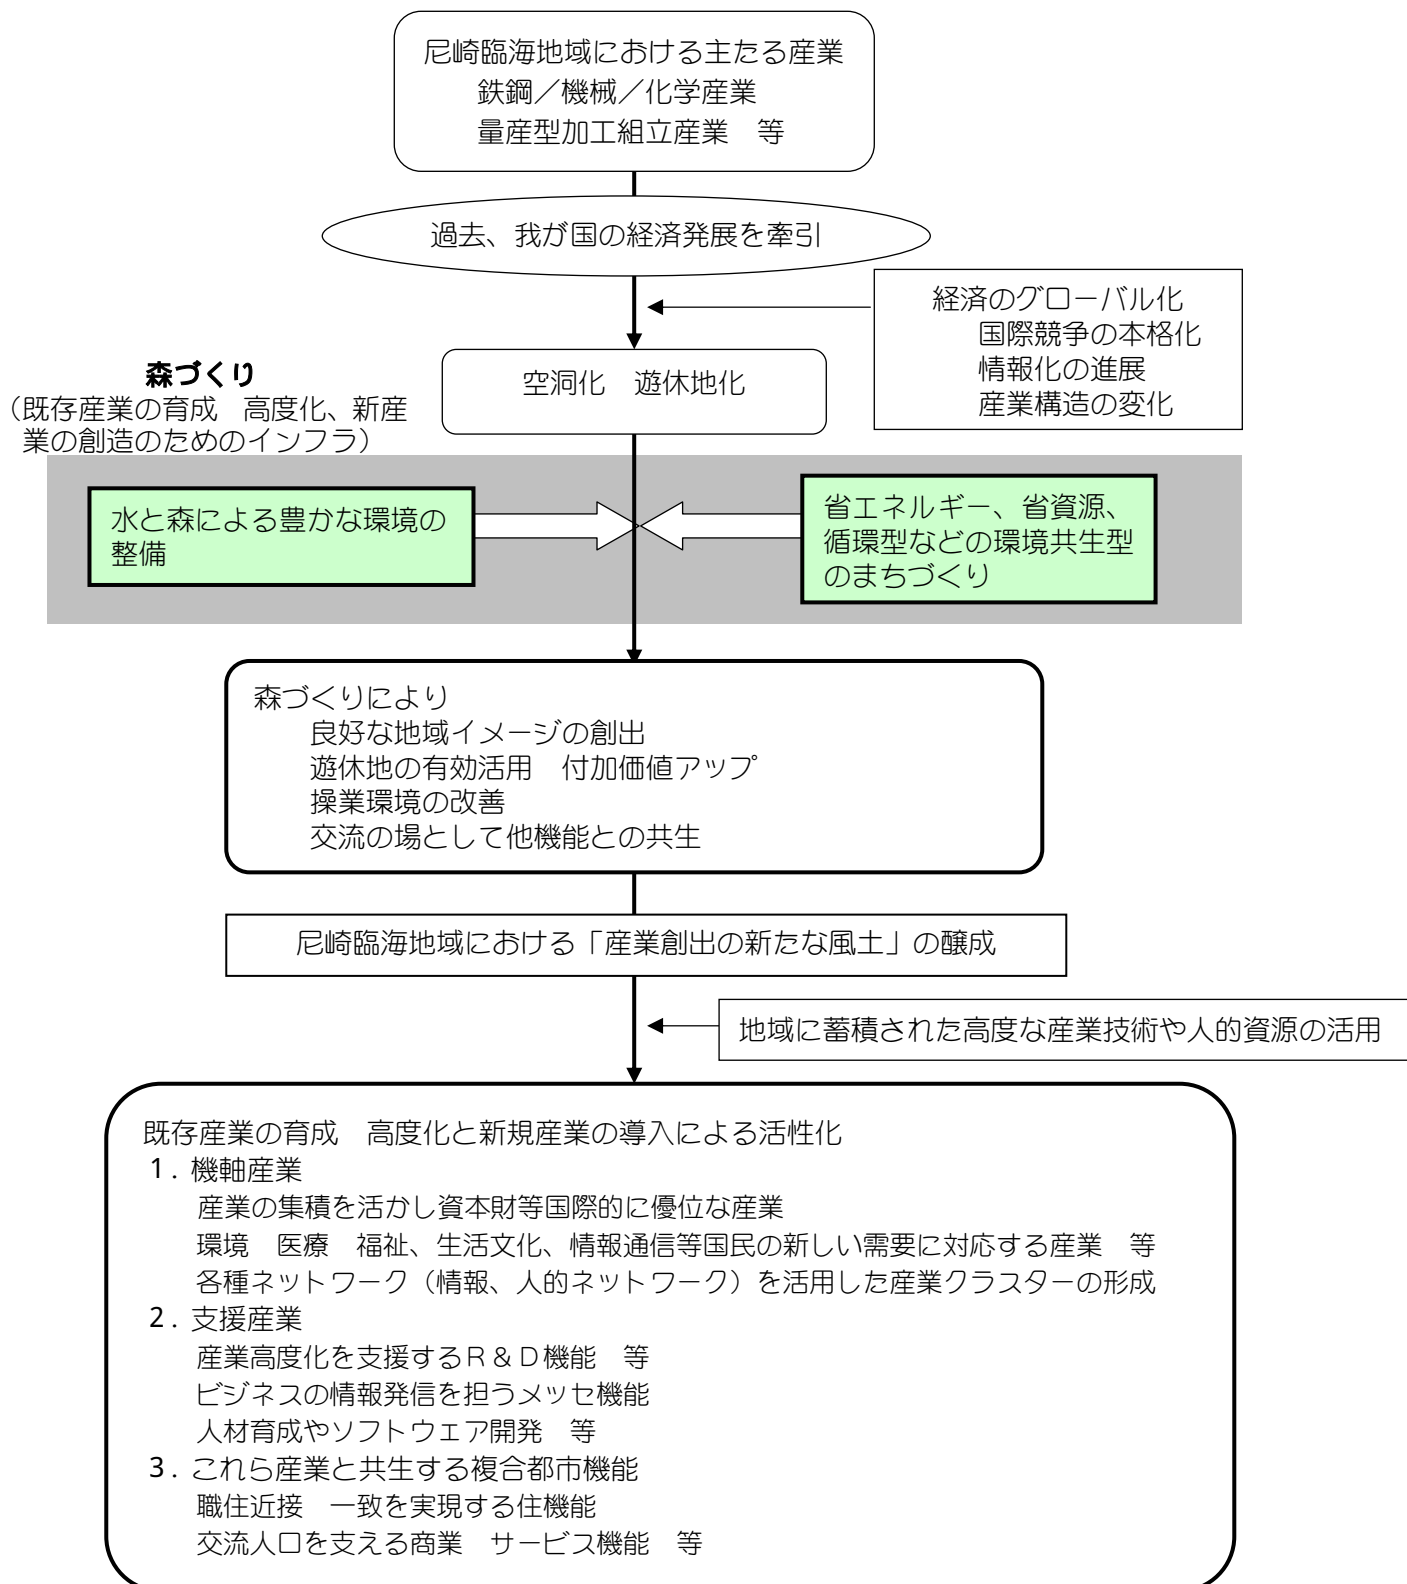 尼崎臨海地域における主たる産業
鉄鋼／機械／化学産業
量産型加工組立産業　等
過去、我が国の経済発展を牽引
経済のグローバル化
国際競争の本格化
情報化の進展
産業構造の変化
空洞化　遊休地化
森づくり
（既存産業の育成　高度化、新産
業の創造のためのインフラ）
水と森による豊かな環境の
整備
省エネルギー、省資源、
循環型などの環境共生型
のまちづくり
森づくりにより
良好な地域イメージの創出
遊休地の有効活用　付加価値アップ
操業環境の改善
交流の場として他機能との共生
尼崎臨海地域における「産業創出の新たな風土」の醸成
地域に蓄積された高度な産業技術や人的資源の活用
既存産業の育成　高度化と新規産業の導入による活性化
1．機軸産業
産業の集積を活かし資本財等国際的に優位な産業
環境　医療　福祉、生活文化、情報通信等国民の新しい需要に対応する産業　等
各種ネットワーク（情報、人的ネットワーク）を活用した産業クラスターの形成
2．支援産業
産業高度化を支援するＲ＆Ｄ機能　等
ビジネスの情報発信を担うメッセ機能
人材育成やソフトウェア開発　等
3．これら産業と共生する複合都市機能
職住近接　一致を実現する住機能
交流人口を支える商業　サービス機能　等